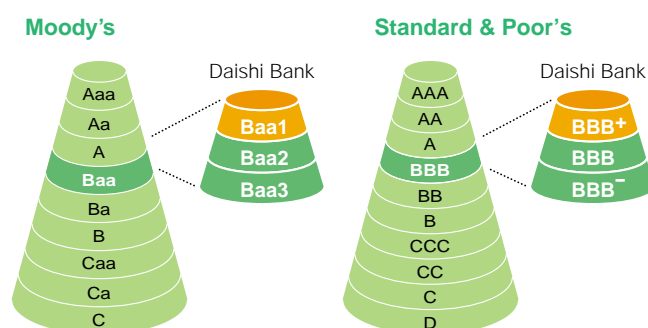 Moody's
Daishi Bank
Aaa
Aa
A
Baa
Ba
B
Caa
Ca
C
Baa1
Baa2
Baa3
Standard & Poor's
Daishi Bank
AAA
AA
A
BBB
BB
B
CCC
CC
C
D
BBB+
BBB
BBB−